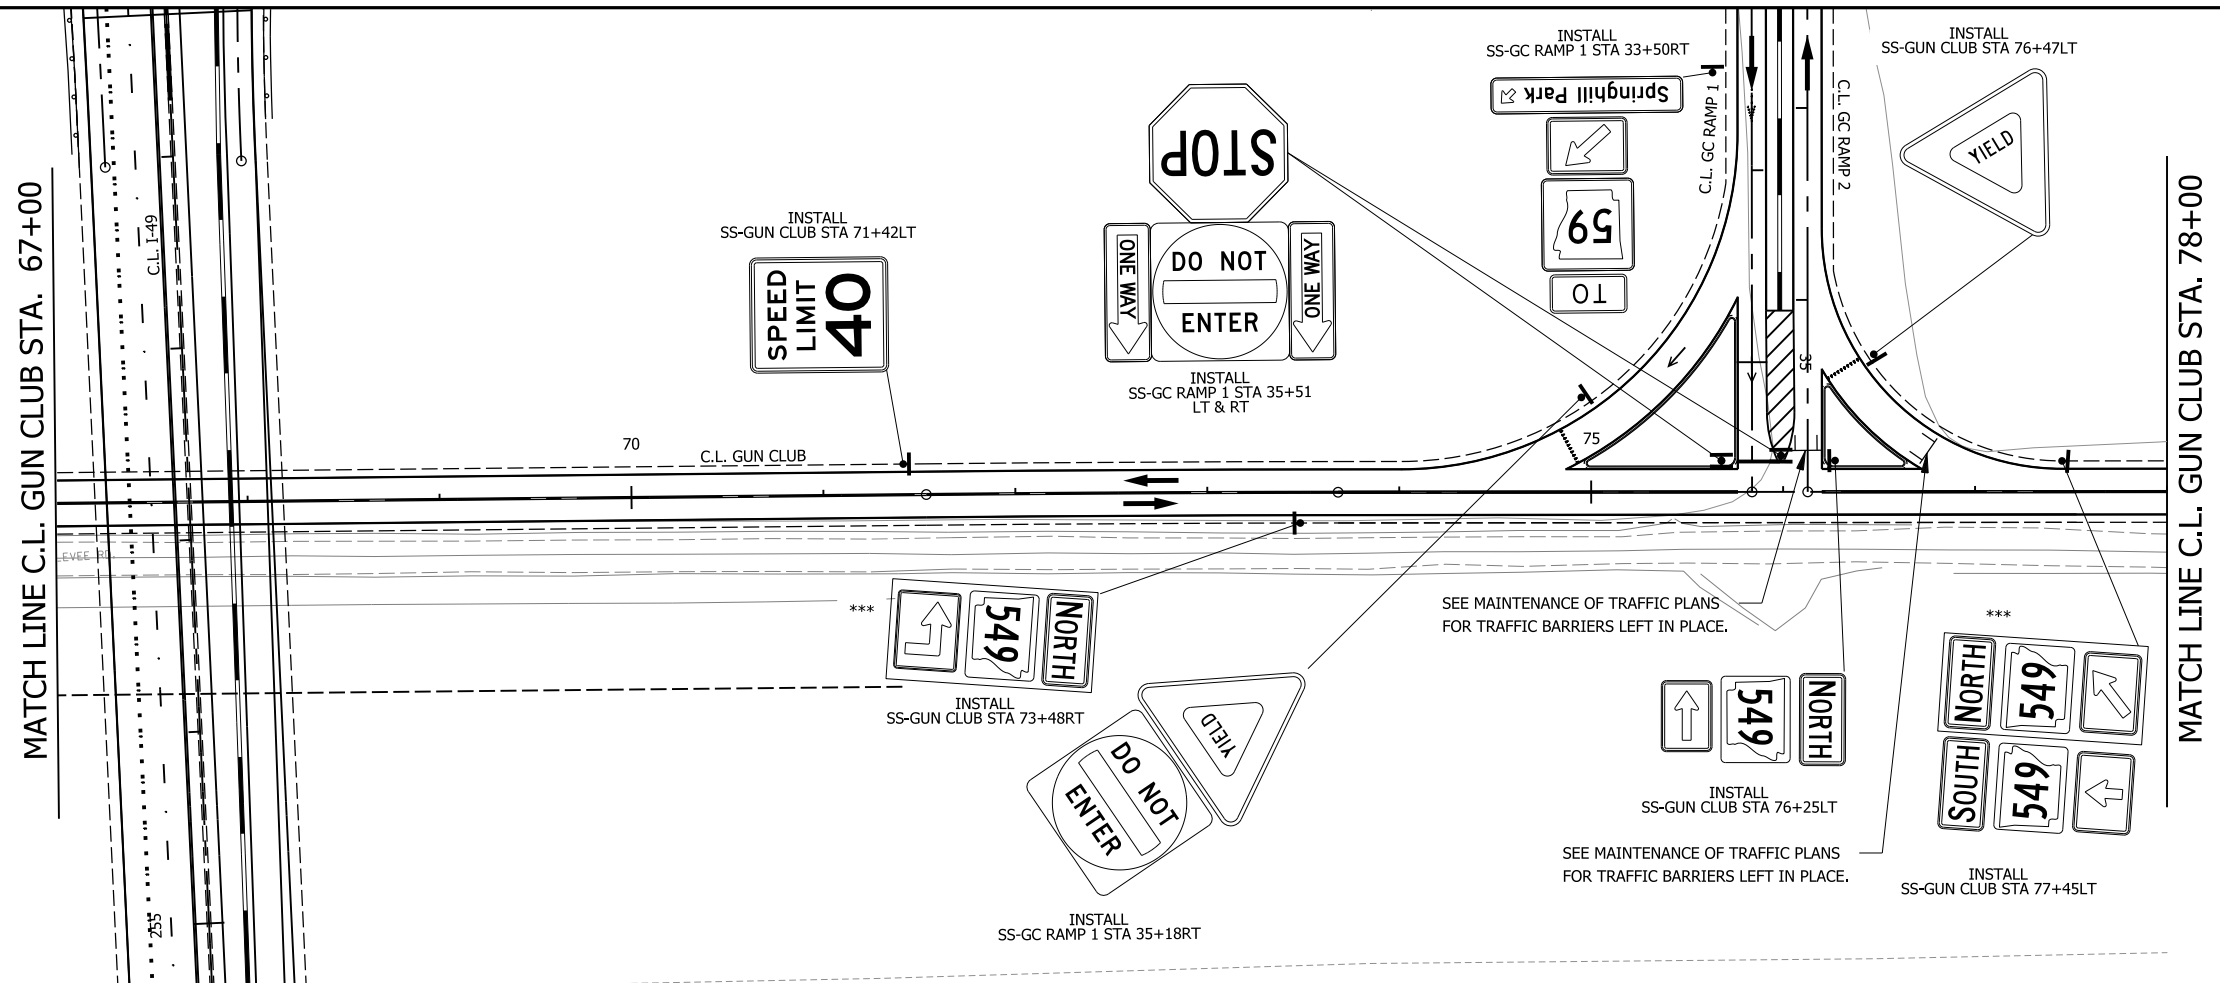 MATCH LINE C.L. GUN CLUB STA. 67+00
C.L. I-49
255
EVEE RD.
INSTALL
SS-GUN CLUB STA 71+42LT
SPEED
LIMIT
40
70
C.L. GUN CLUB
STOP
ONE WAY
DO NOT
ENTER
ONE WAY
INSTALL
SS-GC RAMP 1 STA 35+51
LT & RT
INSTALL
SS-GC RAMP 1 STA 33+50RT
Springhill Park
59
TO
C.L. GC RAMP 1
C.L. GC RAMP 2
INSTALL
SS-GUN CLUB STA 76+47LT
YIELD
35
75
***
549
NORTH
INSTALL
SS-GUN CLUB STA 73+48RT
YIELD
DO NOT
ENTER
INSTALL
SS-GC RAMP 1 STA 35+18RT
SEE MAINTENANCE OF TRAFFIC PLANS
FOR TRAFFIC BARRIERS LEFT IN PLACE.
549
NORTH
INSTALL
SS-GUN CLUB STA 76+25LT
SEE MAINTENANCE OF TRAFFIC PLANS
FOR TRAFFIC BARRIERS LEFT IN PLACE.
***
NORTH
549
SOUTH
549
INSTALL
SS-GUN CLUB STA 77+45LT
MATCH LINE C.L. GUN CLUB STA. 78+00